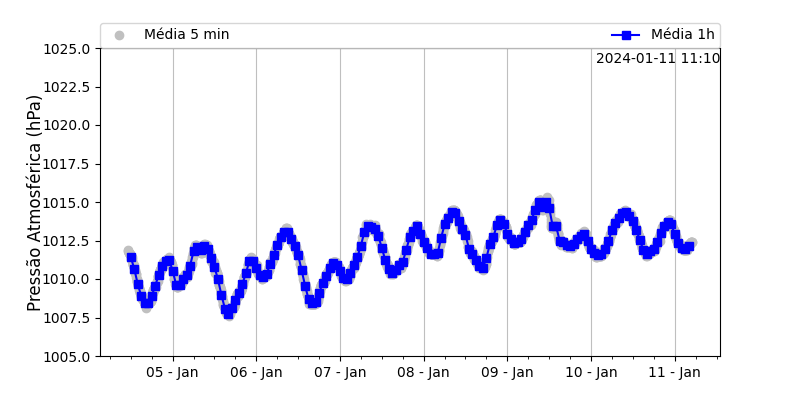 Média 5 min
Média 1h
2024-01-11 11:10
Pressão Atmosférica (hPa)
1025.0
1022.5
1020.0
1017.5
1015.0
1012.5
1010.0
1007.5
1005.0
05 - Jan
06 - Jan
07 - Jan
08 - Jan
09 - Jan
10 - Jan
11 - Jan